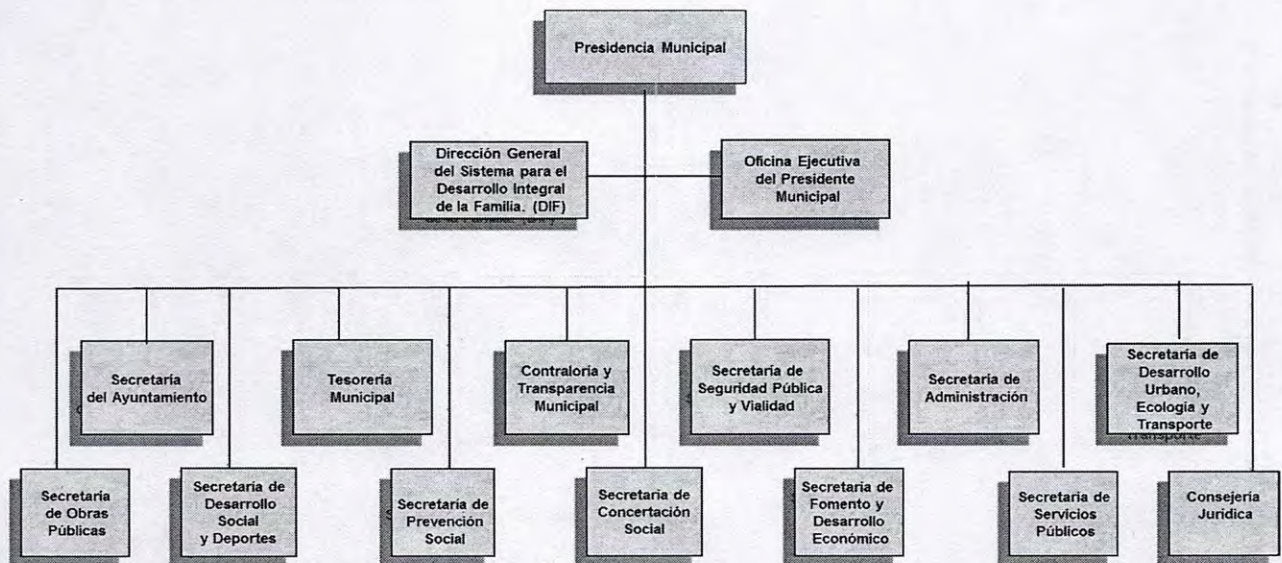 Presidencia Municipal
Dirección General
del Sistema para el
Desarrollo Integral
de la Familia. (DIF)
Oficina Ejecutiva
del Presidente
Municipal
Secretaría
del Ayuntamiento
Tesorería
Municipal
Contraloría y
Transparencia
Municipal
Secretaría de
Seguridad Pública
y Vialidad
Secretaría de
Administración
Secretaría de
Desarrollo
Urbano,
Ecología y
Transporte
Secretaría
de Obras
Públicas
Secretaría de
Desarrollo
Social
y Deportes
Secretaría de
Prevención
Social
Secretaría de
Concertación
Social
Secretaría de
Fomento y
Desarrollo
Económico
Secretaría de
Servicios
Públicos
Consejería
Jurídica